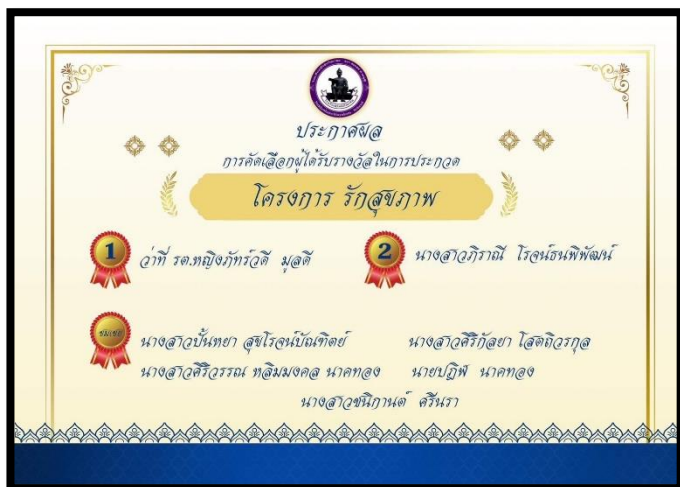 ประกาศผล
การคัดเลือกผู้ได้รับรางวัลในการประกวด
โครงการ รักสุขภาพ
1 ว่าที่ รต.หญิงภัทร์วดี มูลดี
2 นางสาวภิราณี โรจน์ธนพิพัฒน์
ชมเชย
นางสาวปั้นหยา สุขโรจน์บัณฑิตย์ นางสาวศิริกัลยา โสตถิวรกุล
นางสาวศิริวรรณ หลิมมงคล นาคทอง นายปฏิพั นาคทอง
นางสาวชนิกานต์ ศรีนรา